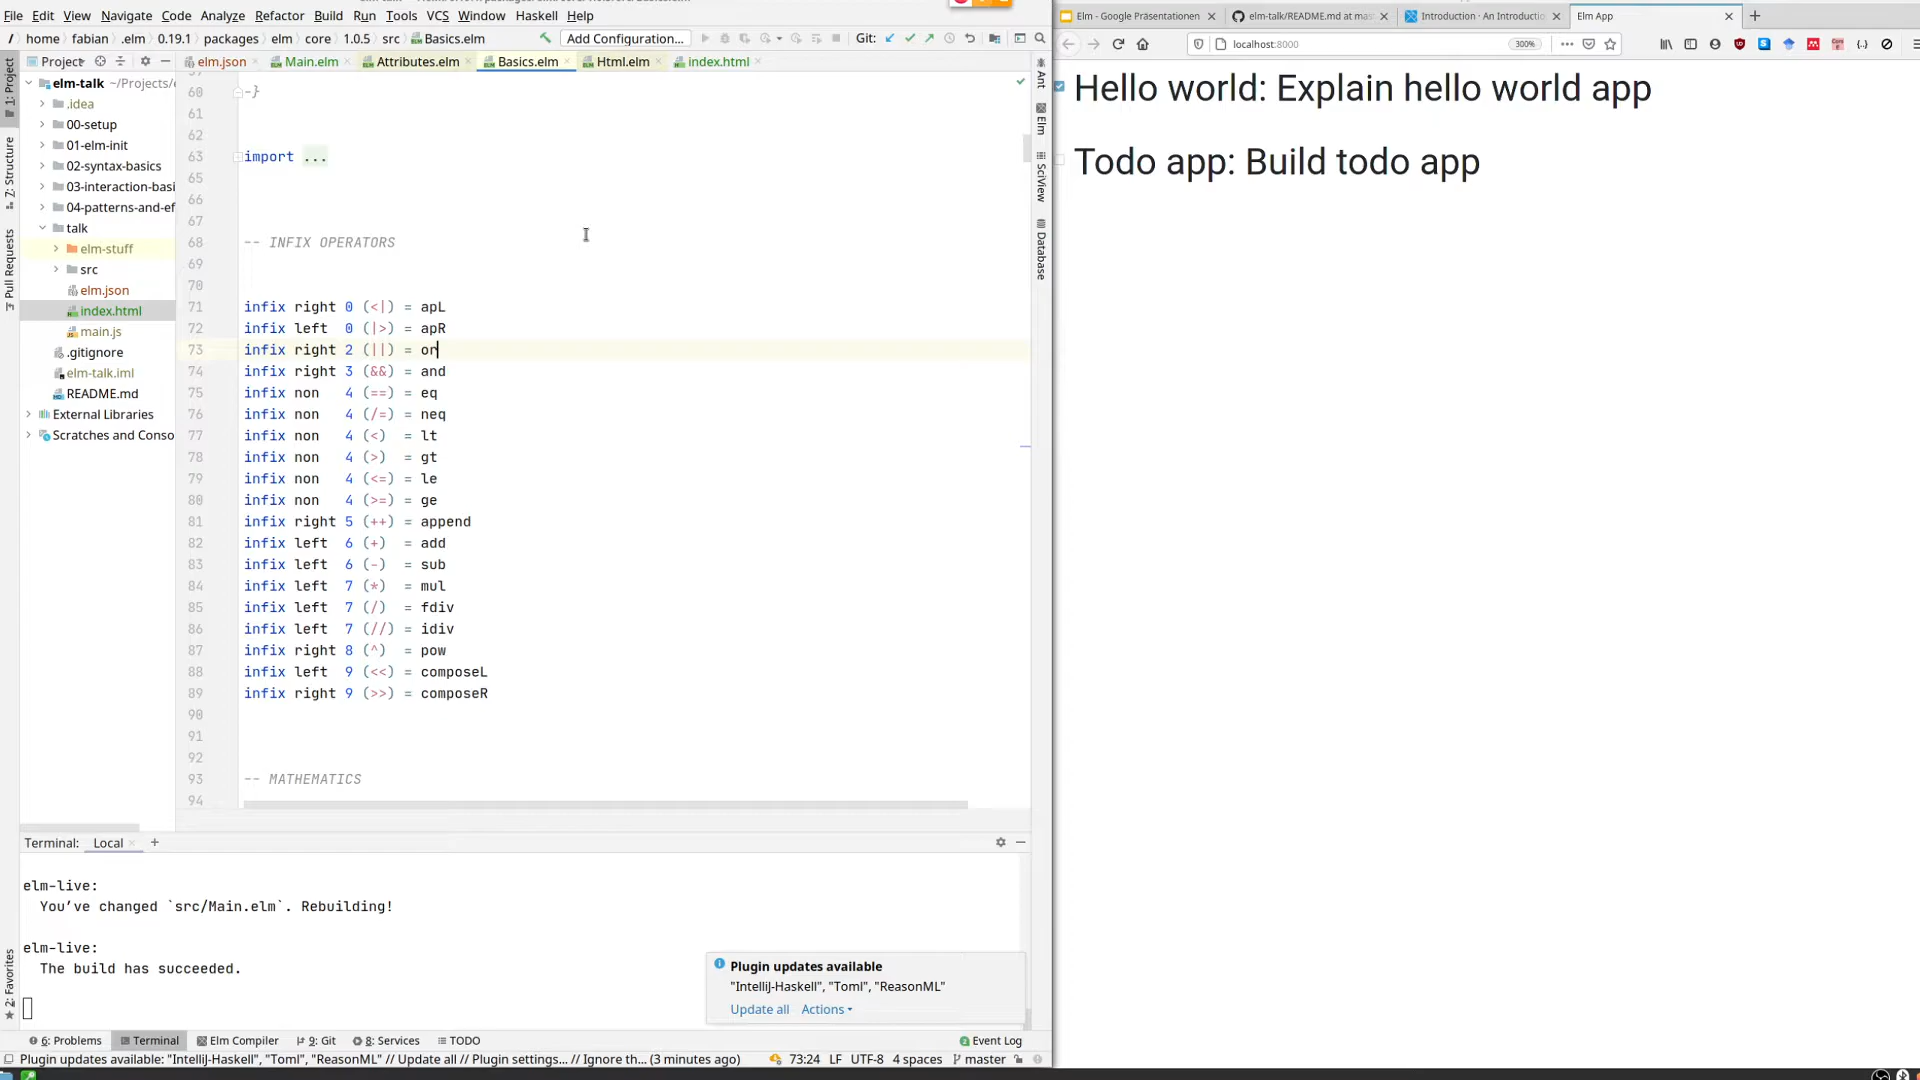 File Edit View Navigate Code Analyze Refactor Build Run Tools VCS Window Haskell Help
/ home fabian .elm 0.19.1 packages elm core 1.0.5 src Basics.elm Add Configuration... Git:
Project elm.json Main.elm Attributes.elm Basics.elm Html.elm index.html
elm-talk ~/Projects/
.idea
00-setup
01-elm-init
02-syntax-basics
03-interaction-basi
04-patterns-and-ef
talk
elm-stuff
src
elm.json
index.html
main.js
.gitignore
elm-talk.iml
README.md
External Libraries
Scratches and Conso
1: Project
7: Structure
Pull Requests
2: Favorites
60 -}
61
62
63 import ...
65
66
67
68 -- INFIX OPERATORS
69
70
71 infix right 0 (<|) = apL
72 infix left  0 (|>) = apR
73 infix right 2 (||) = or
74 infix right 3 (&&) = and
75 infix non   4 (==) = eq
76 infix non   4 (/=) = neq
77 infix non   4 (<)  = lt
78 infix non   4 (>)  = gt
79 infix non   4 (<=) = le
80 infix non   4 (>=) = ge
81 infix right 5 (++) = append
82 infix left  6 (+)  = add
83 infix left  6 (-)  = sub
84 infix left  7 (*)  = mul
85 infix left  7 (/)  = fdiv
86 infix left  7 (//) = idiv
87 infix right 8 (^)  = pow
88 infix left  9 (<<) = composeL
89 infix right 9 (>>) = composeR
90
91
92
93 -- MATHEMATICS
94
Ant
Elm
SciView
Database
Terminal: Local
elm-live:
You’ve changed `src/Main.elm`. Rebuilding!
elm-live:
The build has succeeded.
Plugin updates available
"IntelliJ-Haskell", "Toml", "ReasonML"
Update all Actions
6: Problems Terminal Elm Compiler 9: Git 8: Services TODO Event Log
Plugin updates available: "IntelliJ-Haskell", "Toml", "ReasonML" // Update all // Plugin settings... // Ignore th... (3 minutes ago) 73:24 LF UTF-8 4 spaces master
Elm - Google Präsentationen elm-talk/README.md at mas Introduction · An Introductio Elm App
localhost:8000 300%
Hello world: Explain hello world app
Todo app: Build todo app